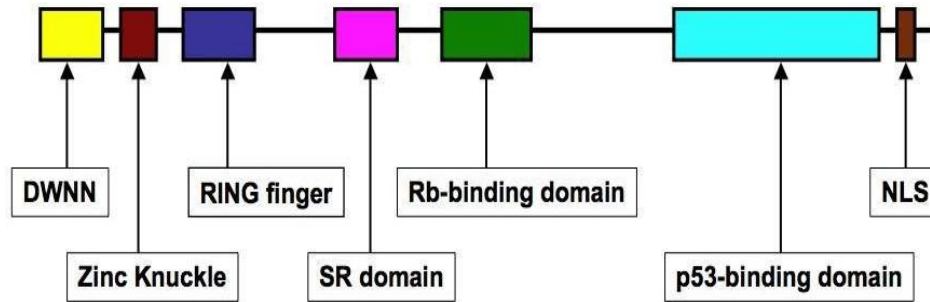 DWNN
RING finger
Rb-binding domain
NLS
Zinc Knuckle
SR domain
p53-binding domain